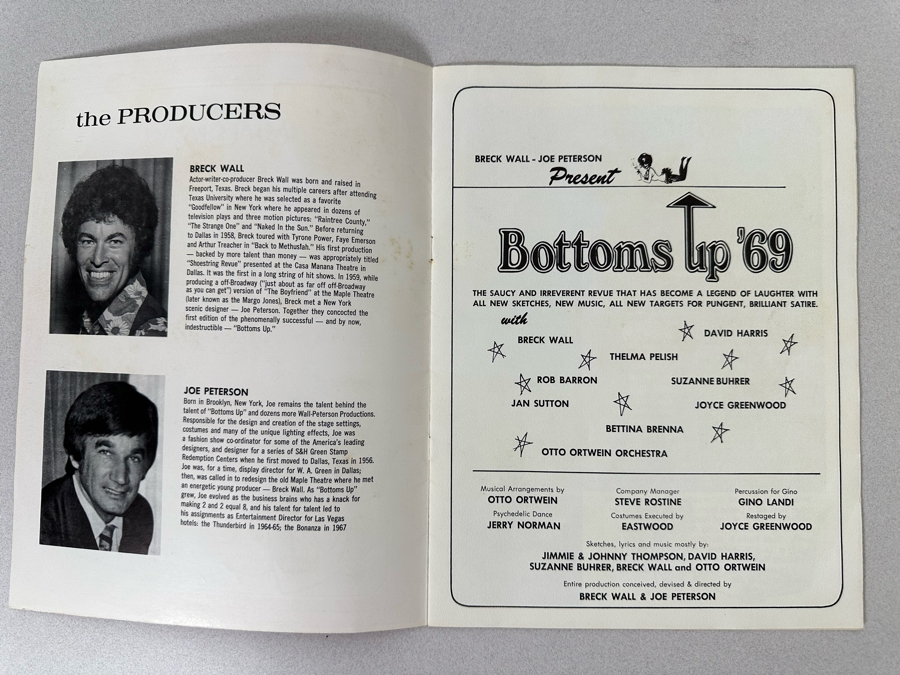 the PRODUCERS
BRECK WALL
Actor-writer-co-producer Breck Wall was born and raised in
Freeport, Texas. Breck began his multiple careers after attending
Texas University where he was selected as a favorite
"Goodfellow" in New York where he appeared in dozens of
television plays and three motion pictures: "Raintree County,"
"The Strange One" and "Naked In the Sun." Before returning
to Dallas in 1958, Breck toured with Tyrone Power, Faye Emerson
and Arthur Treacher in "Back to Methusfah." His first production
— backed by more talent than money — was appropriately titled
"Shoestring Revue" presented at the Casa Manana Theatre in
Dallas. It was the first in a long string of hit shows. In 1959, while
producing a off-Broadway ("just about as far off off-Broadway
as you can get") version of "The Boyfriend" at the Maple Theatre
(later known as the Margo Jones), Breck met a New York
scenic designer — Joe Peterson. Together they concocted the
first edition of the phenomenally successful — and by now,
indestructible — "Bottoms Up."
JOE PETERSON
Born in Brooklyn, New York, Joe remains the talent behind the
talent of "Bottoms Up" and dozens more Wall-Peterson Productions.
Responsible for the design and creation of the stage settings,
costumes and many of the unique lighting effects, Joe was
a fashion show co-ordinator for some of the America's leading
designers, and designer for a series of S&H Green Stamp
Redemption Centers when he first moved to Dallas, Texas in 1956.
Joe was, for a time, display director for W. A. Green in Dallas;
then, was called in to redesign the old Maple Theatre where he met
an energetic young producer — Breck Wall. As "Bottoms Up"
grew, Joe evolved as the business brains who has a knack for
making 2 and 2 equal 8, and his talent for talent led to
his assignments as Entertainment Director for Las Vegas
hotels: the Thunderbird in 1964-65; the Bonanza in 1967
BRECK WALL - JOE PETERSON
Present
Bottoms Up '69
THE SAUCY AND IRREVERENT REVUE THAT HAS BECOME A LEGEND OF LAUGHTER WITH
ALL NEW SKETCHES, NEW MUSIC, ALL NEW TARGETS FOR PUNGENT, BRILLIANT SATIRE.
with
BRECK WALL
DAVID HARRIS
THELMA PELISH
ROB BARRON
SUZANNE BUHRER
JAN SUTTON
JOYCE GREENWOOD
BETTINA BRENNA
OTTO ORTWEIN ORCHESTRA
Musical Arrangements by
OTTO ORTWEIN
Company Manager
STEVE ROSTINE
Percussion for Gino
GINO LANDI
Psychedelic Dance
JERRY NORMAN
Costumes Executed by
EASTWOOD
Restaged by
JOYCE GREENWOOD
Sketches, lyrics and music mostly by:
JIMMIE & JOHNNY THOMPSON, DAVID HARRIS,
SUZANNE BUHRER, BRECK WALL and OTTO ORTWEIN
Entire production conceived, devised & directed by
BRECK WALL & JOE PETERSON